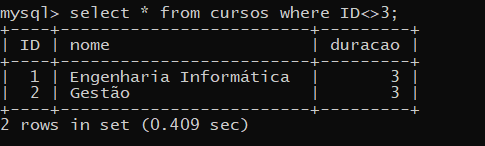 mysql> select * from cursos where ID<>3;
+----+------------------------+---------+
| ID | nome                   | duracao |
+----+------------------------+---------+
|  1 | Engenharia Informática |       3 |
|  2 | Gestão                 |       3 |
+----+------------------------+---------+
2 rows in set (0.409 sec)